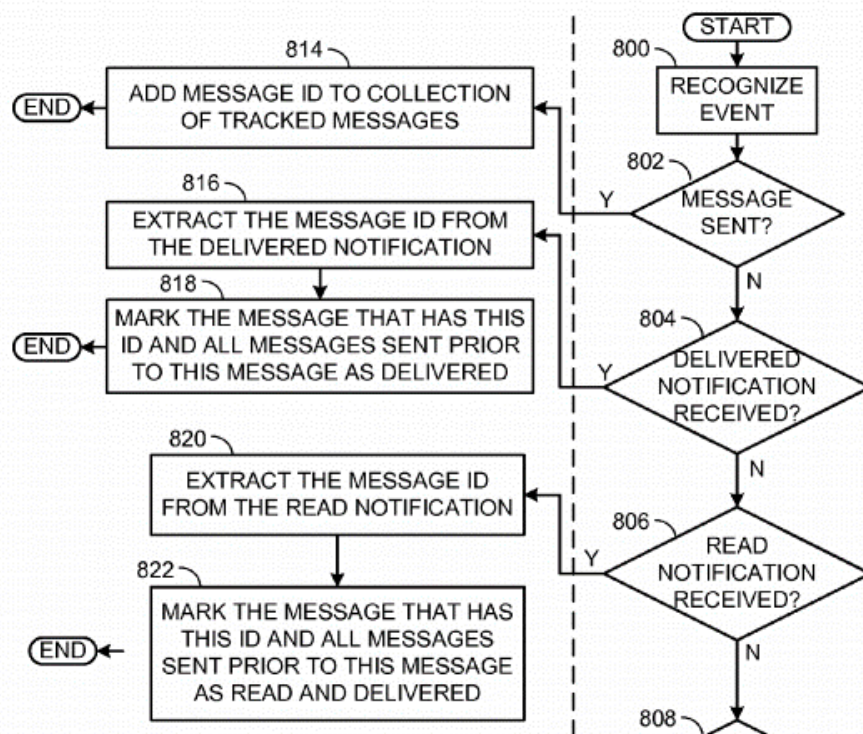 START
800
RECOGNIZE
EVENT
802
MESSAGE
SENT?
Y
N
814
ADD MESSAGE ID TO COLLECTION
OF TRACKED MESSAGES
END
804
DELIVERED
NOTIFICATION
RECEIVED?
Y
N
816
EXTRACT THE MESSAGE ID FROM
THE DELIVERED NOTIFICATION
818
MARK THE MESSAGE THAT HAS THIS
ID AND ALL MESSAGES SENT PRIOR
TO THIS MESSAGE AS DELIVERED
END
806
READ
NOTIFICATION
RECEIVED?
Y
N
820
EXTRACT THE MESSAGE ID
FROM THE READ NOTIFICATION
822
MARK THE MESSAGE THAT HAS
THIS ID AND ALL MESSAGES
SENT PRIOR TO THIS MESSAGE
AS READ AND DELIVERED
END
808